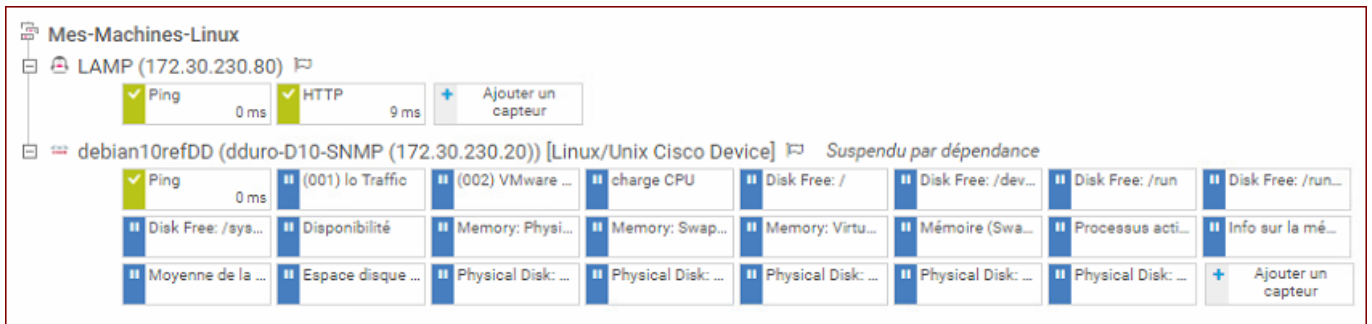 Mes-Machines-Linux
LAMP (172.30.230.80)
Ping
0 ms
HTTP
9 ms
Ajouter un
capteur
debian10refDD (dduro-D10-SNMP (172.30.230.20)) [Linux/Unix Cisco Device] Suspendu par dépendance
Ping
0 ms
(001) lo Traffic
(002) VMware ...
charge CPU
Disk Free: /
Disk Free: /dev...
Disk Free: /run
Disk Free: /run...
Disk Free: /sys...
Disponibilité
Memory: Physi...
Memory: Swap...
Memory: Virtu...
Mémoire (Swa...
Processus acti...
Info sur la mé...
Moyenne de la ...
Espace disque ...
Physical Disk: ...
Physical Disk: ...
Physical Disk: ...
Physical Disk: ...
Physical Disk: ...
Ajouter un
capteur